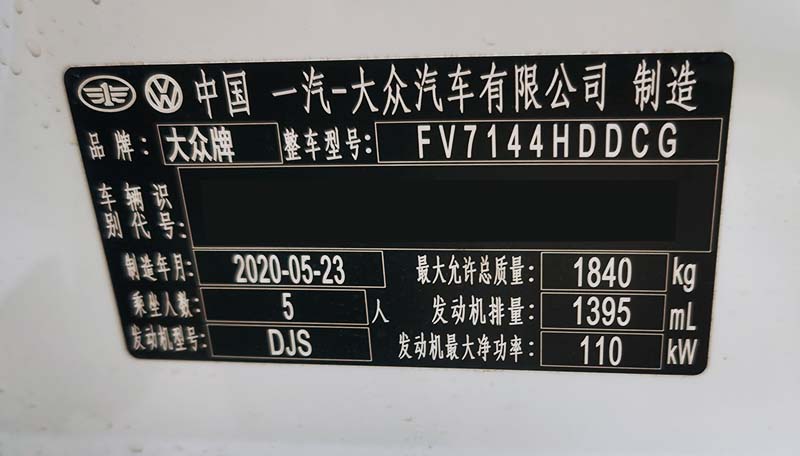 中国 一汽-大众汽车有限公司 制造
品牌: 大众牌 整车型号: FV7144HDDCG
车辆识
别代号:
制造年月: 2020-05-23 最大允许总质量: 1840 kg
乘坐人数: 5 人 发动机排量: 1395 mL
发动机型号: DJS 发动机最大净功率: 110 kW